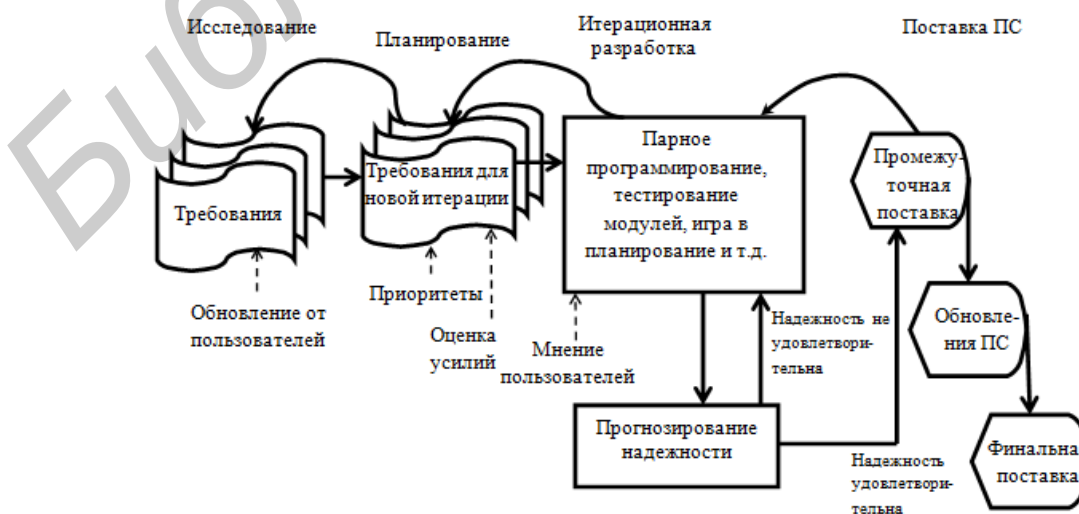 Исследование
Планирование
Итерационная
разработка
Поставка ПС
Требования
Требования для
новой итерации
Парное
программирование,
тестирование
модулей, игра в
планирование и т.д.
Промежу-
точная
поставка
Обновление от
пользователей
Приоритеты
Оценка
усилий
Мнение
пользователей
Надежность не
удовлетвори-
тельна
Обновле-
ния ПС
Прогнозирование
надежности
Надежность
удовлетвори-
тельна
Финальна
поставка